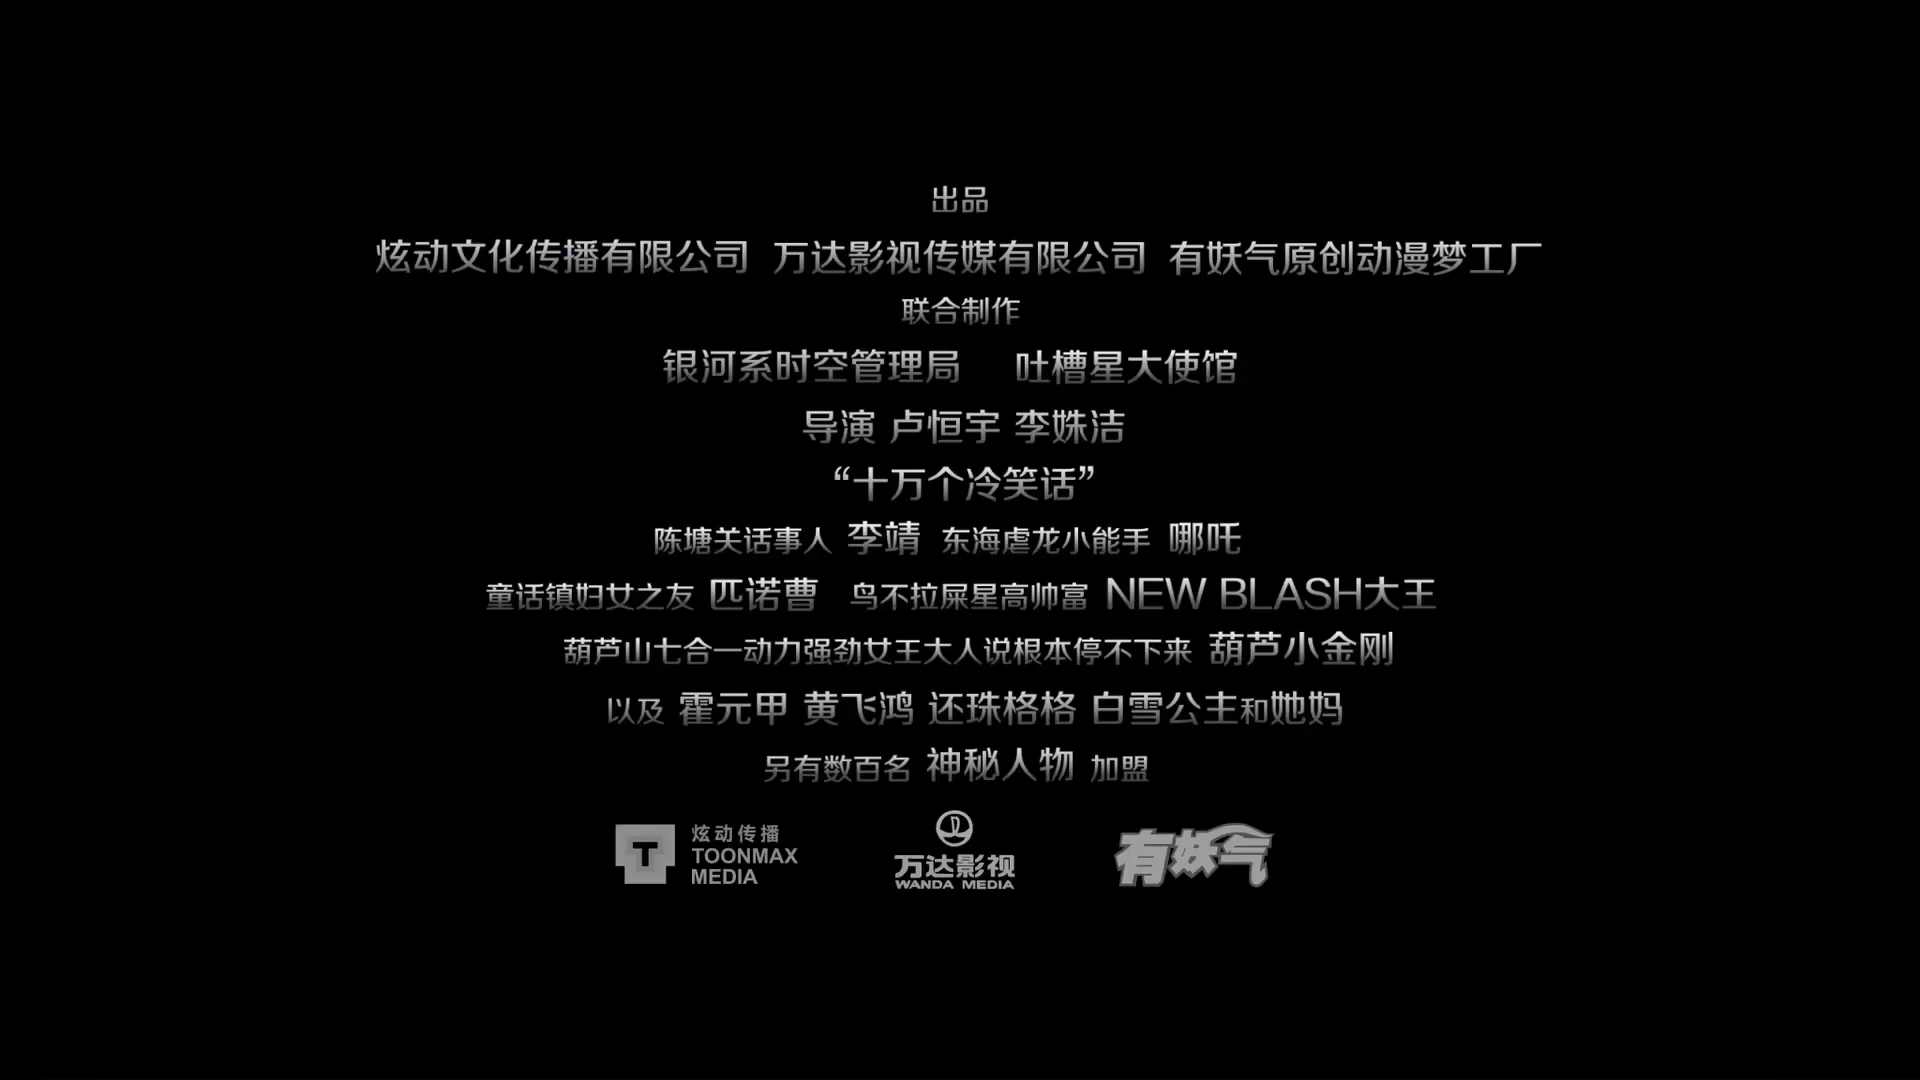 出品
炫动文化传播有限公司 万达影视传媒有限公司 有妖气原创动漫梦工厂
联合制作
银河系时空管理局 吐槽星大使馆
导演 卢恒宇 李姝洁
“十万个冷笑话”
陈塘关话事人 李靖 东海虐龙小能手 哪吒
童话镇妇女之友 匹诺曹 鸟不拉屎星高帅富 NEW BLASH大王
葫芦山七合一动力强劲女王大人说根本停不下来 葫芦小金刚
以及 霍元甲 黄飞鸿 还珠格格 白雪公主和她妈
另有数百名 神秘人物 加盟
T 炫动传播
TOONMAX
MEDIA
万达影视
WANDA MEDIA
有妖气